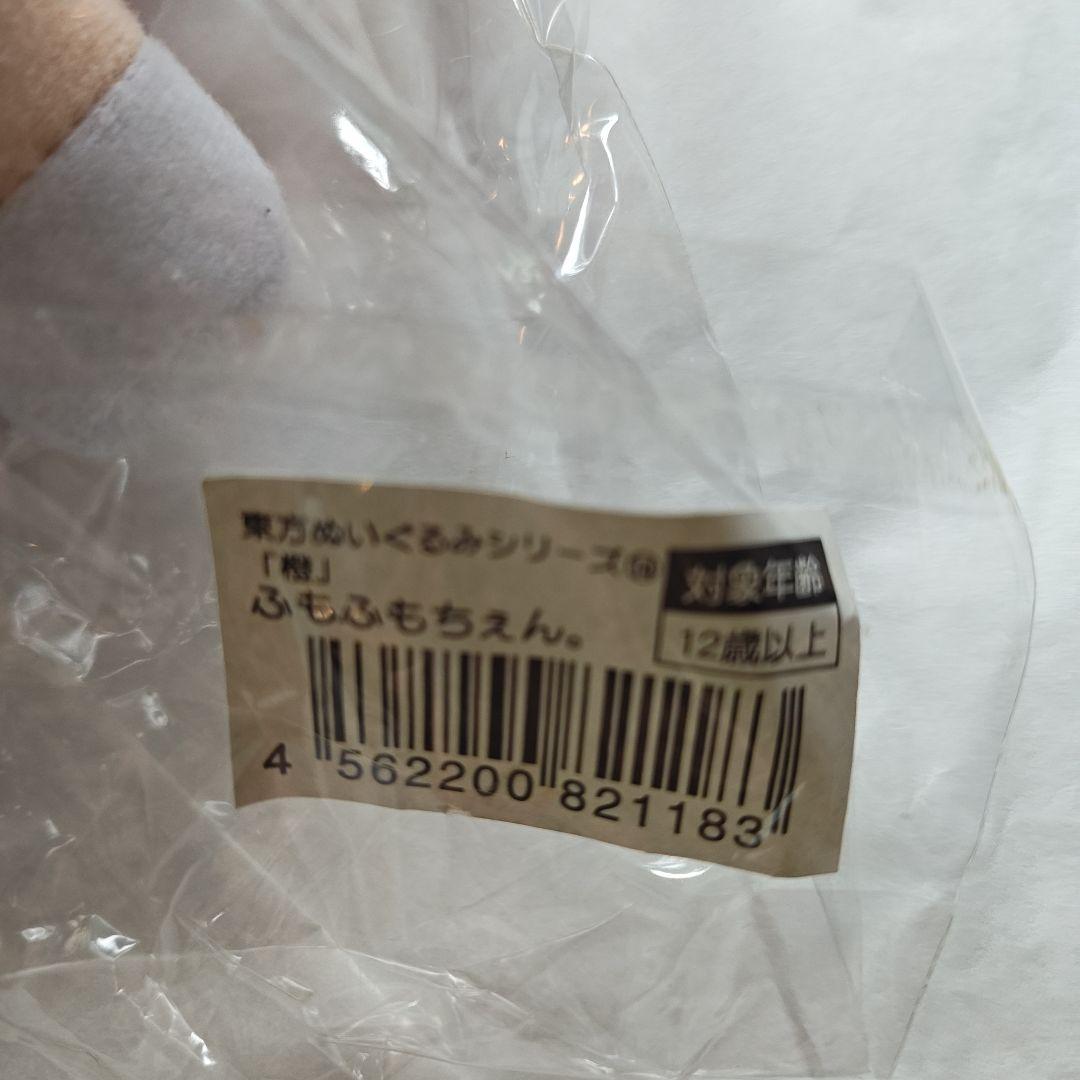 東方ぬいぐるみシリーズ
「橙」
ふもふもちぇん。
対象年齢
12歳以上
4 562200 821183